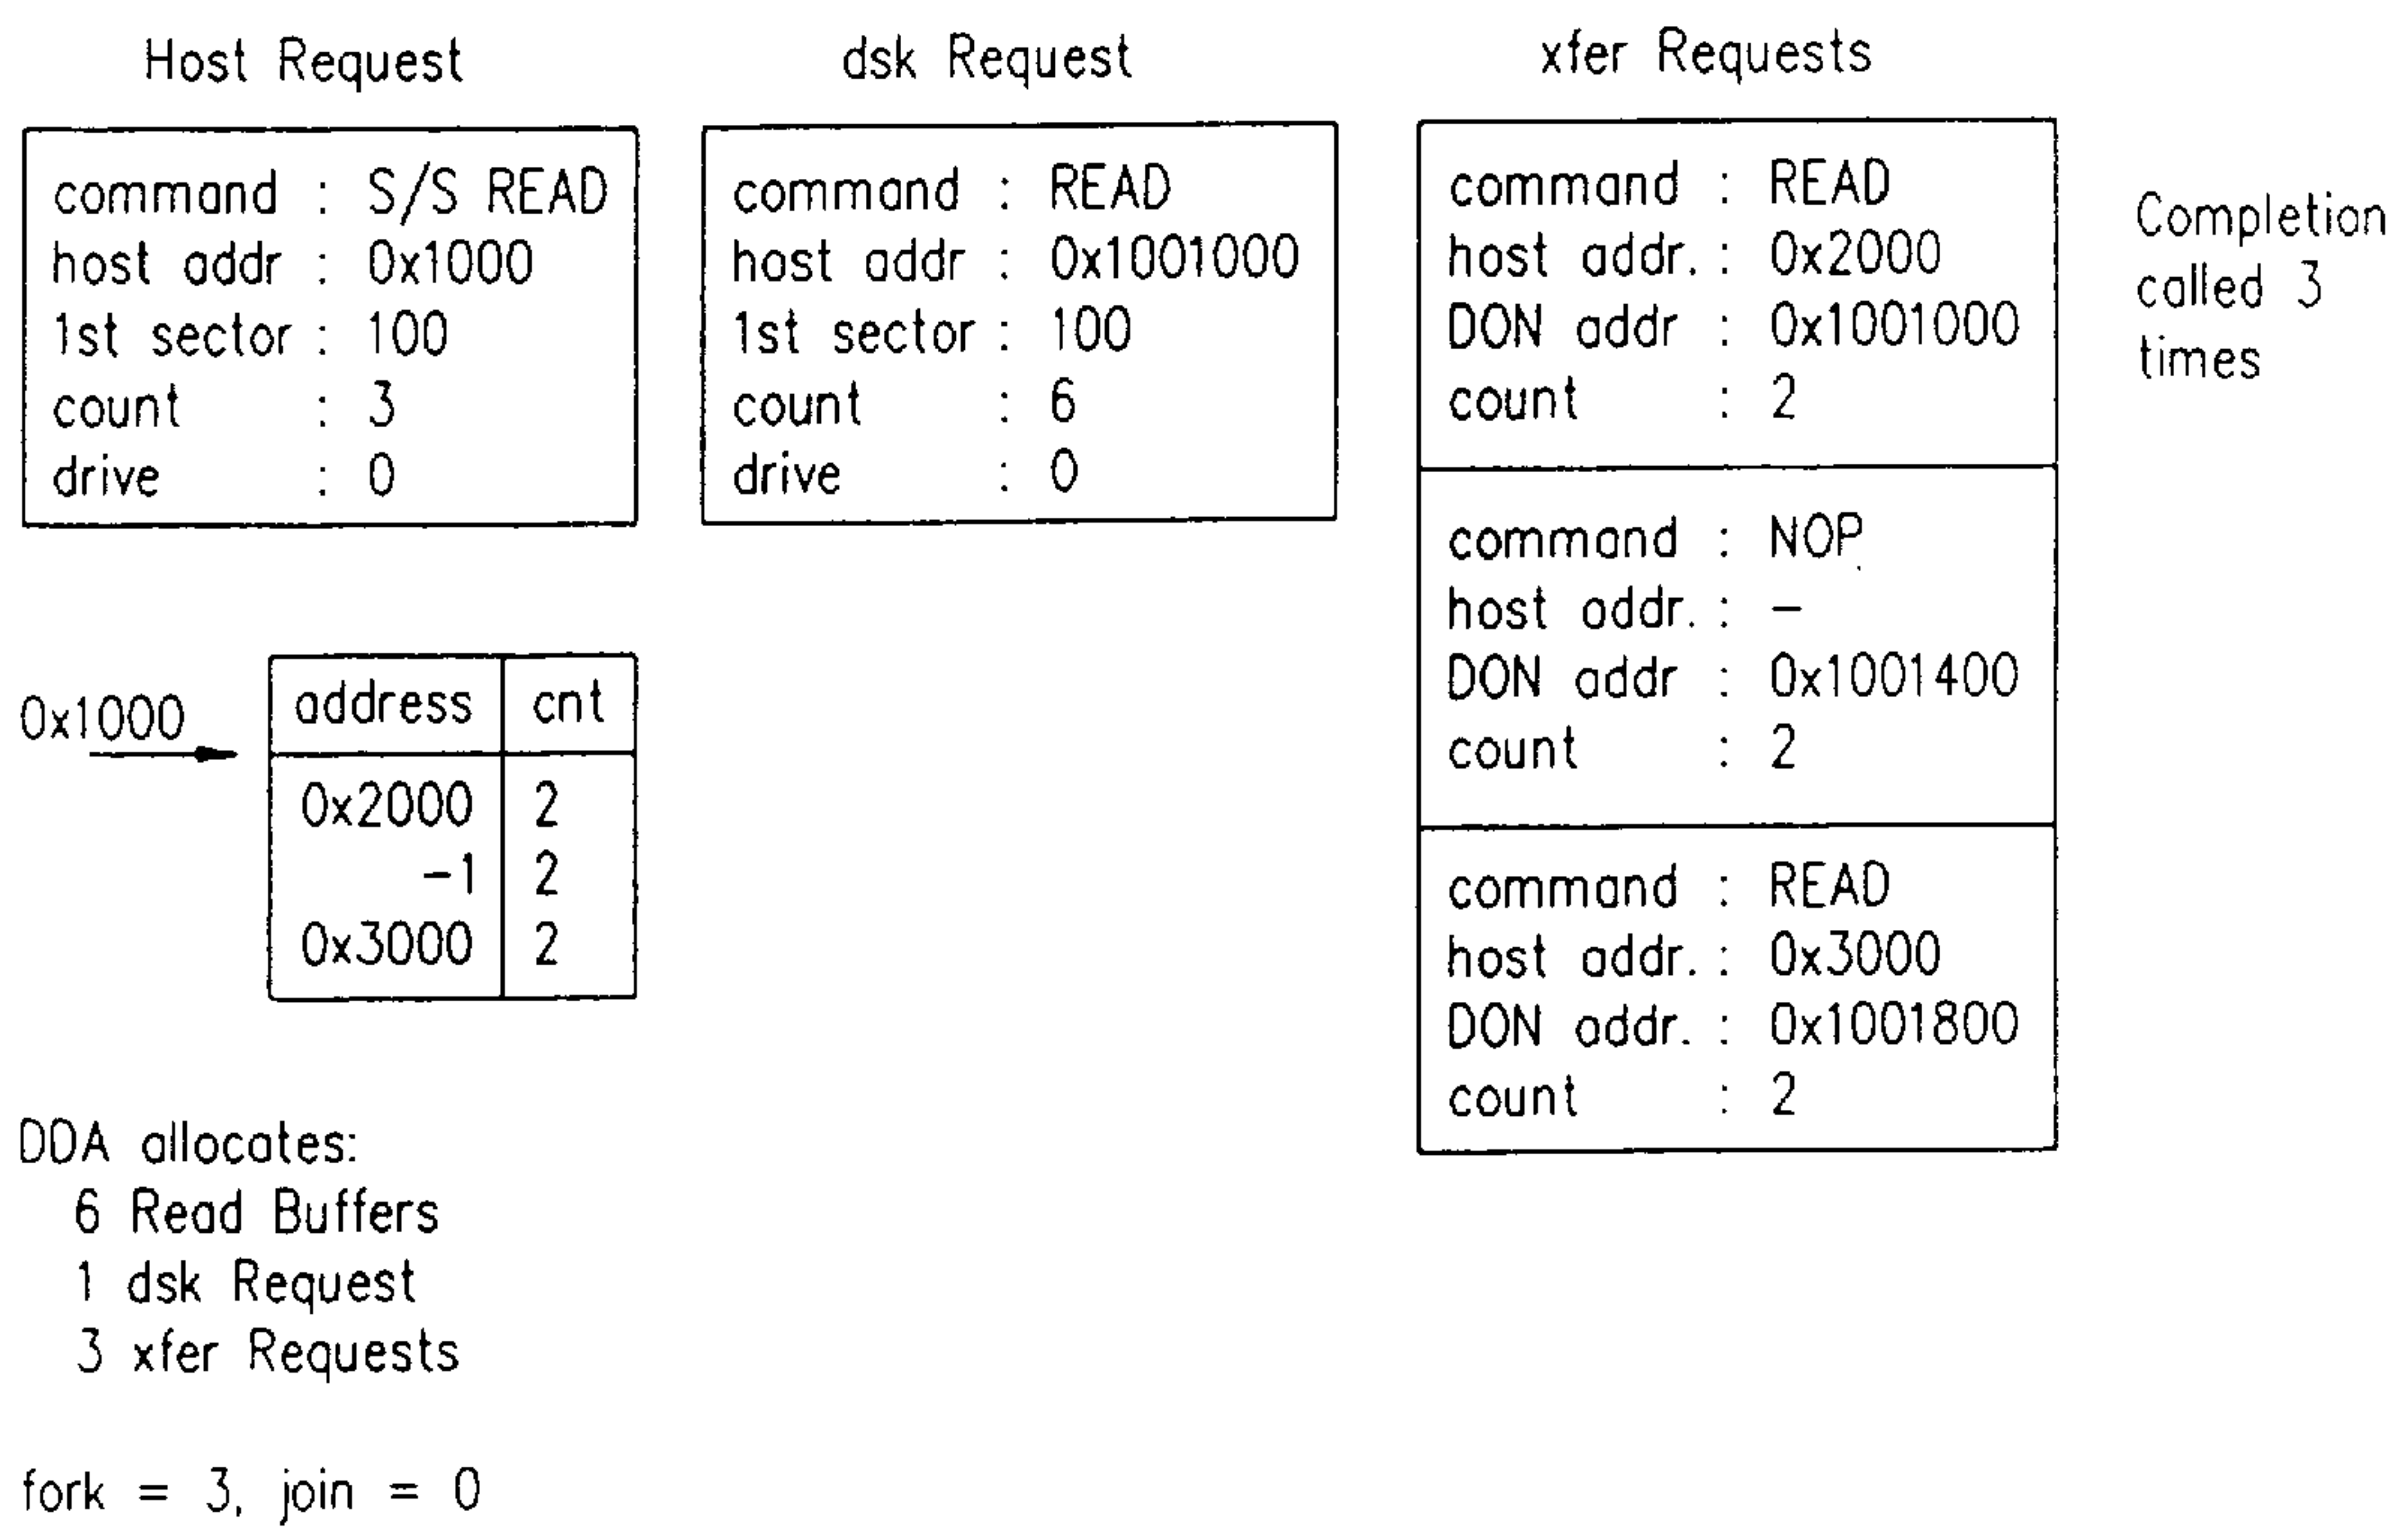 Host Request
command : S/S READ
host addr : 0x1000
1st sector : 100
count : 3
drive : 0
dsk Request
command : READ
host addr : 0x1001000
1st sector : 100
count : 6
drive : 0
xfer Requests
command : READ
host addr. : 0x2000
DON addr : 0x1001000
count : 2
command : NOP
host addr. : –
DON addr : 0x1001400
count : 2
command : READ
host addr. : 0x3000
DON addr. : 0x1001800
count : 2
Completion
called 3
times
0x1000
address cnt
0x2000 2
–1 2
0x3000 2
DDA allocates:
6 Read Buffers
1 dsk Request
3 xfer Requests
fork = 3, join = 0